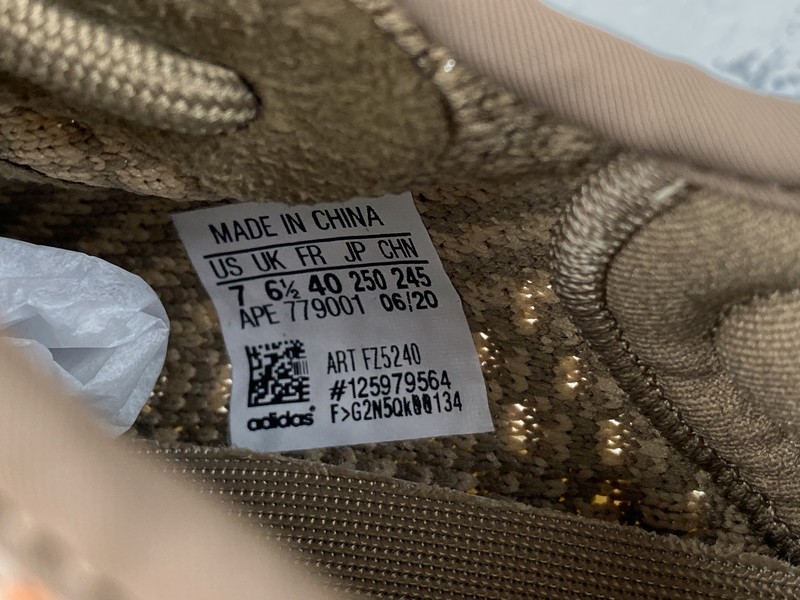 MADE IN CHINA
US UK FR JP CHN
7 6½ 40 250 245
APE 779001 06/20
ART FZ5240
#125979564
adidas